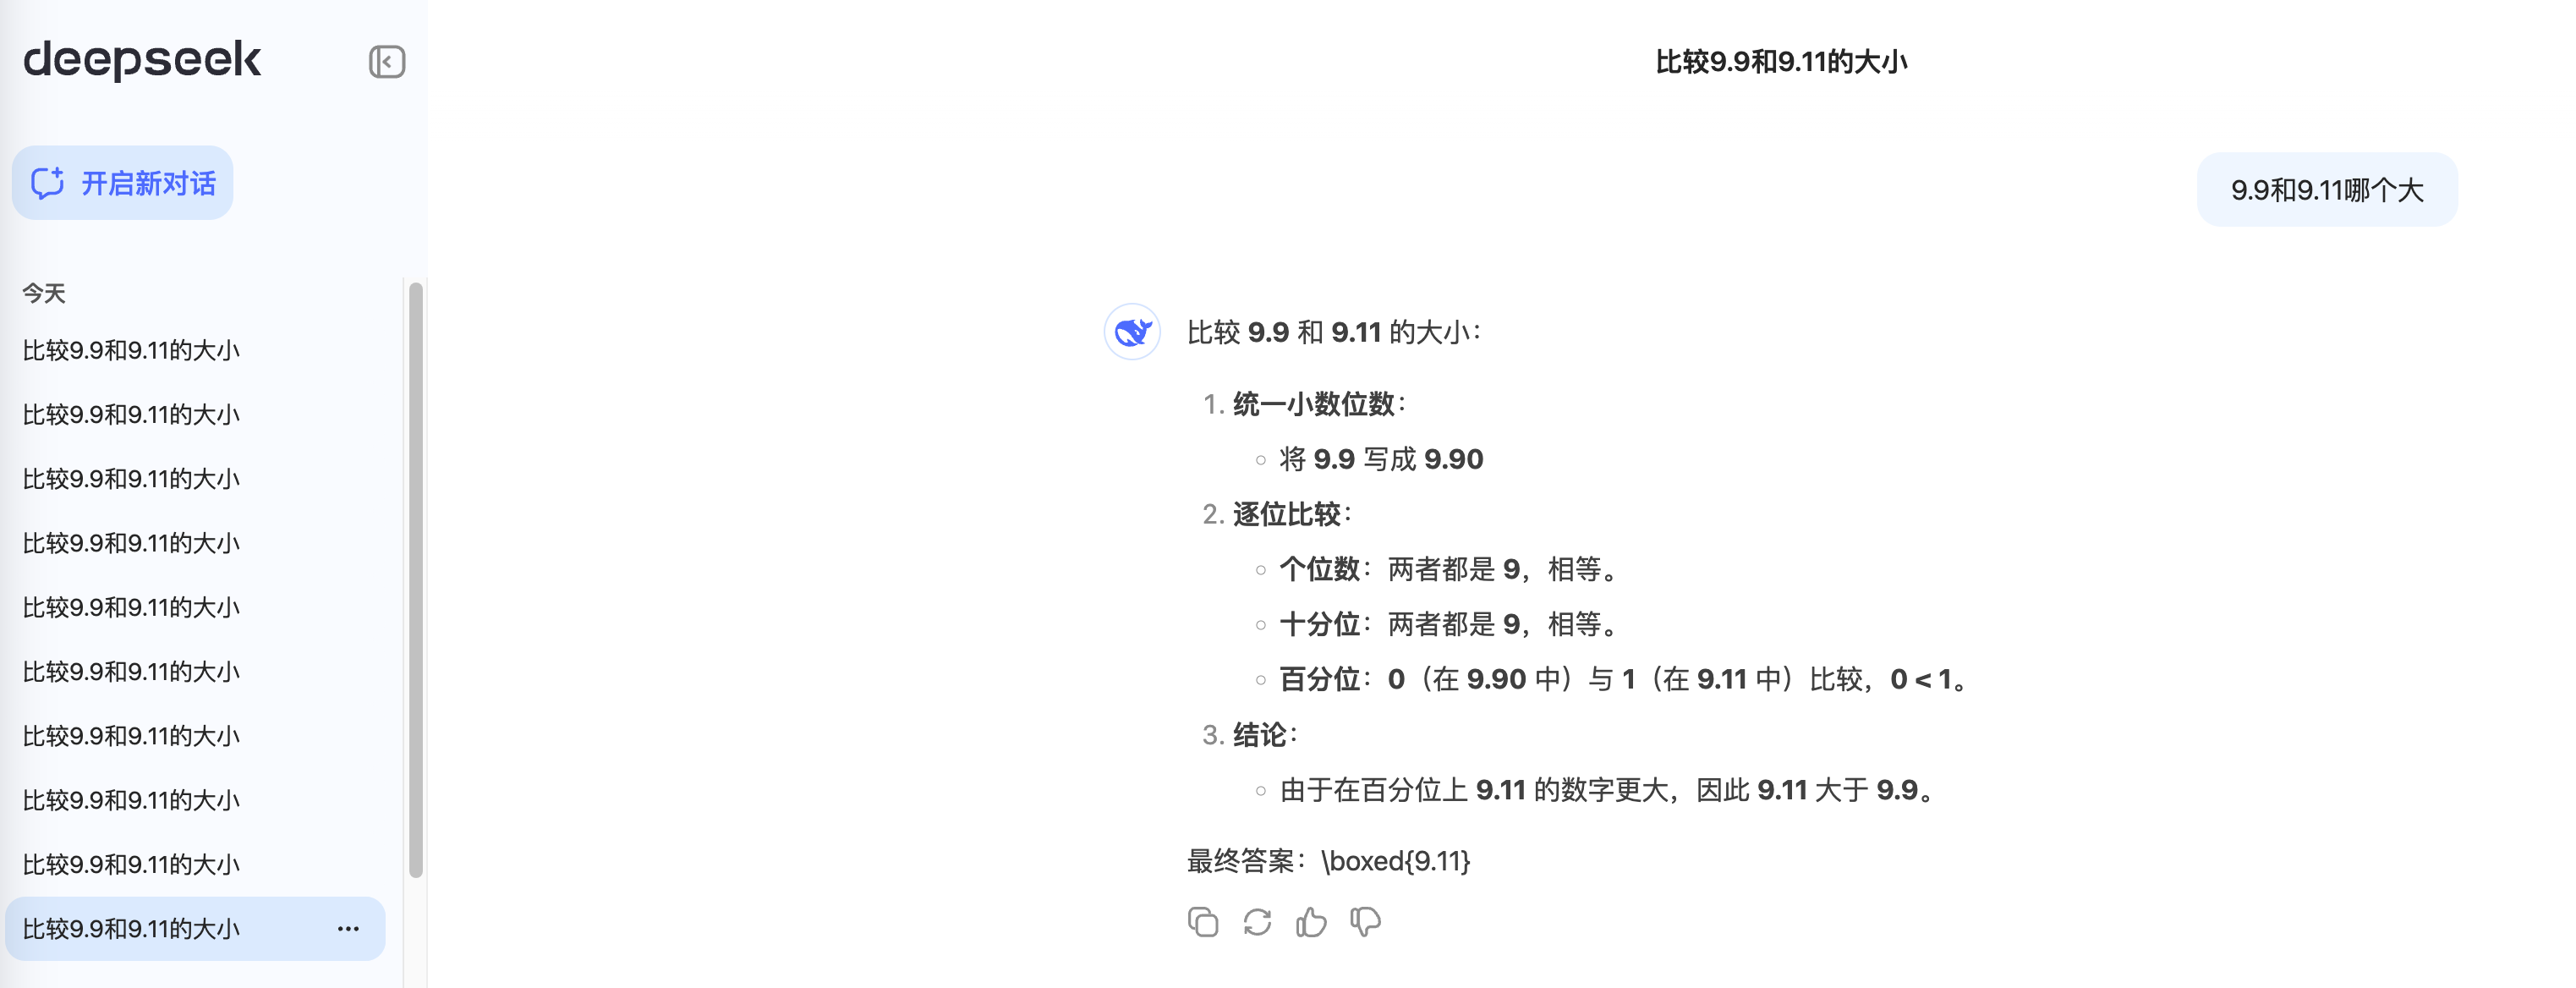 deepseek
开启新对话
今天
比较9.9和9.11的大小
比较9.9和9.11的大小
比较9.9和9.11的大小
比较9.9和9.11的大小
比较9.9和9.11的大小
比较9.9和9.11的大小
比较9.9和9.11的大小
比较9.9和9.11的大小
比较9.9和9.11的大小
比较9.9和9.11的大小
比较9.9和9.11的大小
9.9和9.11哪个大
比较 9.9 和 9.11 的大小：
1. 统一小数位数：
将 9.9 写成 9.90
2. 逐位比较：
个位数：两者都是 9，相等。
十分位：两者都是 9，相等。
百分位：0（在 9.90 中）与 1（在 9.11 中）比较，0 < 1。
3. 结论：
由于在百分位上 9.11 的数字更大，因此 9.11 大于 9.9。
最终答案：\boxed{9.11}